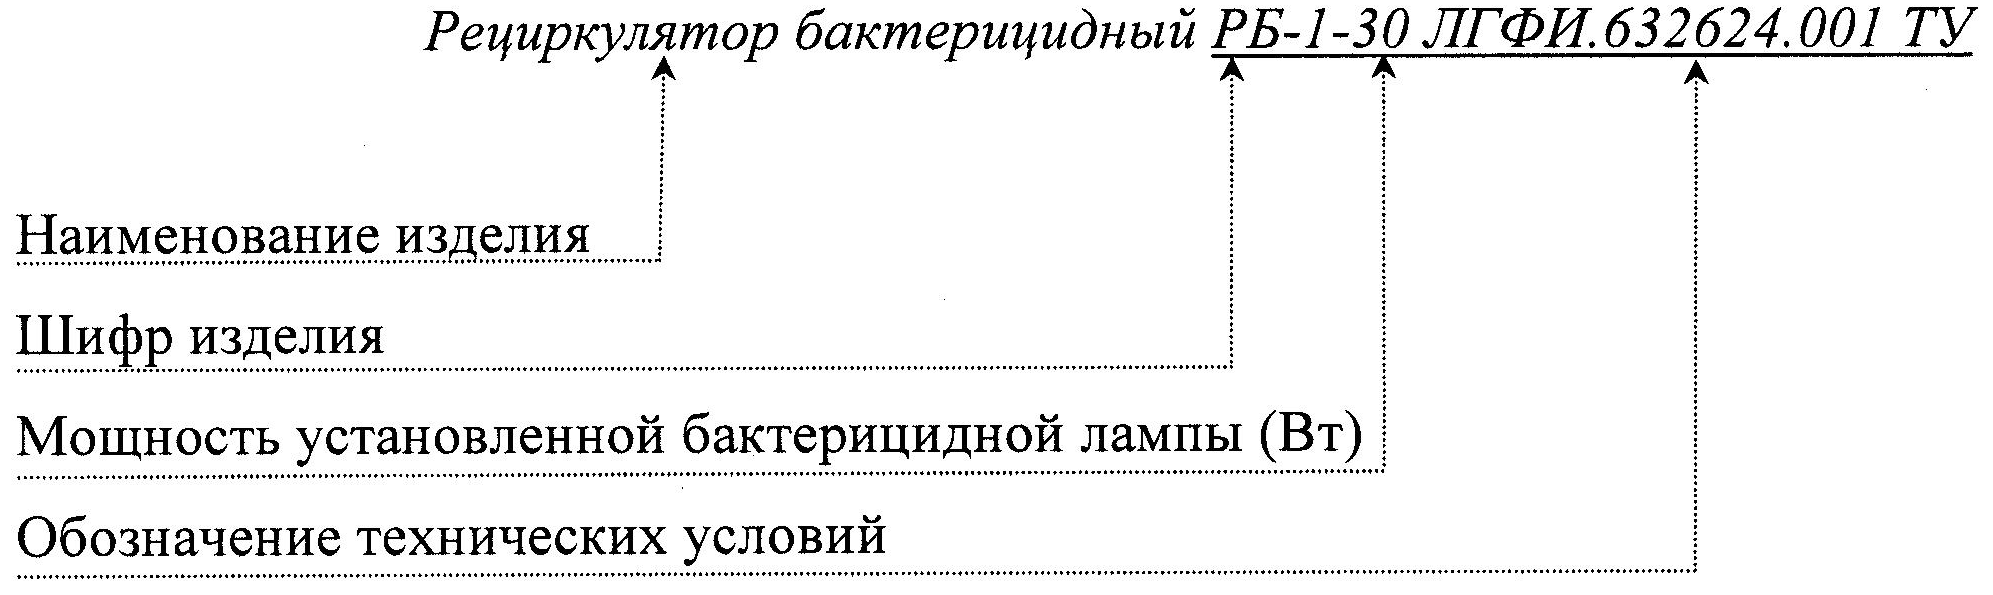 Рециркулятор бактерицидный РБ-1-30 ЛГФИ.632624.001 ТУ
Наименование изделия
Шифр изделия
Мощность установленной бактерицидной лампы (Вт)
Обозначение технических условий